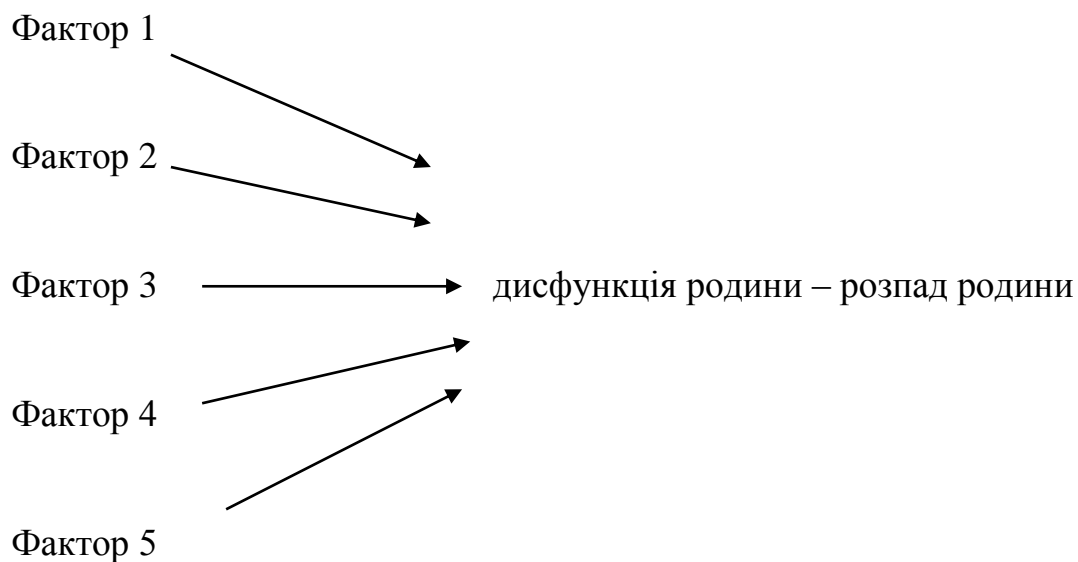 Фактор 1
Фактор 2
Фактор 3 дисфункція родини – розпад родини
Фактор 4
Фактор 5